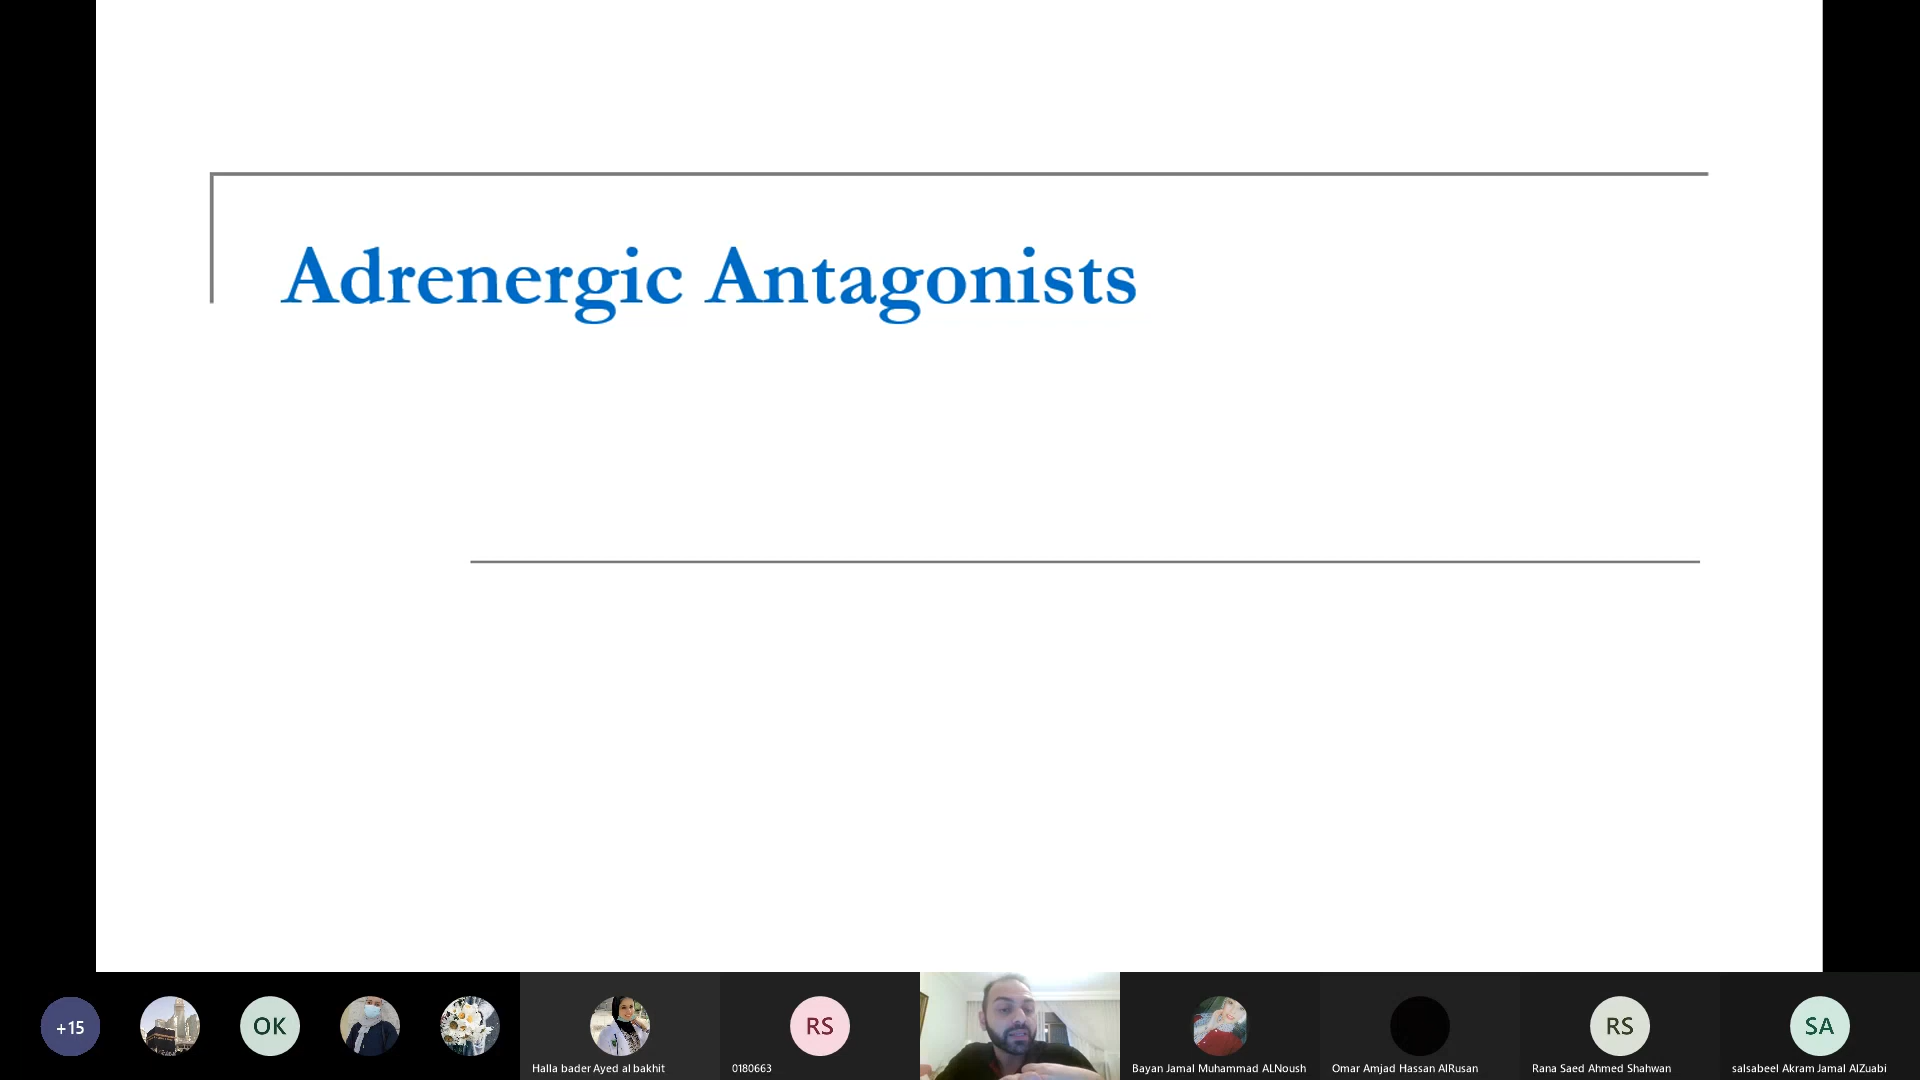 Adrenergic Antagonists
+15
OK
Halla bader Ayed al bakhit
RS
0180663
Bayan Jamal Muhammad ALNoush
Omar Amjad Hassan AlRusan
RS
Rana Saed Ahmed Shahwan
SA
salsabeel Akram Jamal AlZuabi